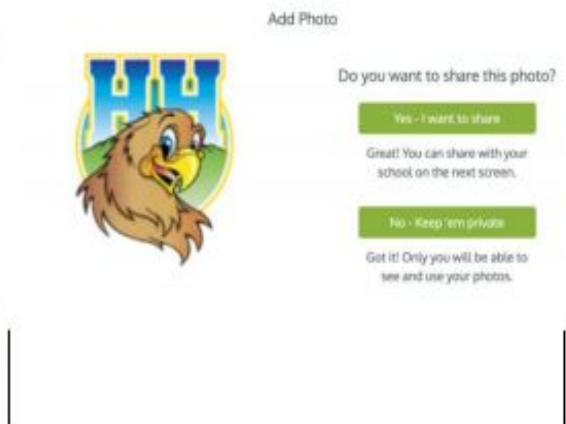 Add Photo
HH
Do you want to share this photo?
Yes - I want to share
Great! You can share with your
school on the next screen.
No - Keep 'em private
Got it! Only you will be able to
see and use your photos.